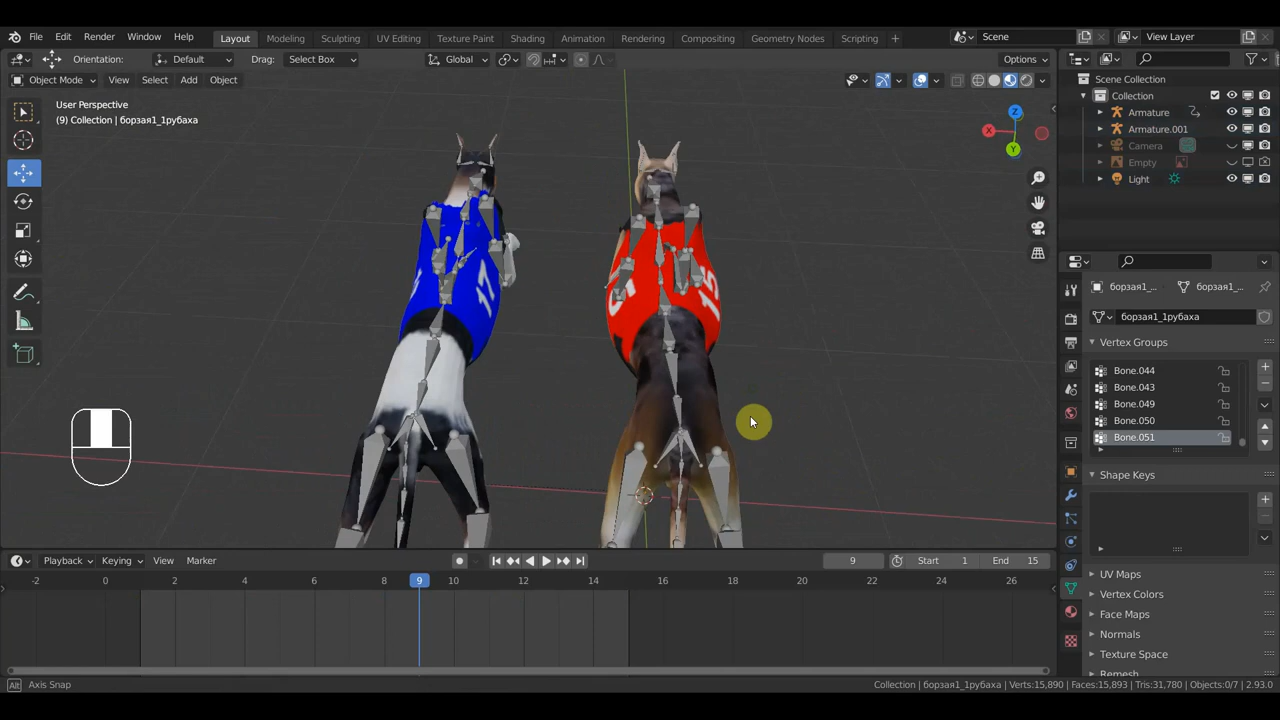 File Edit Render Window Help Layout Modeling Sculpting UV Editing Texture Paint Shading Animation Rendering Compositing Geometry Nodes Scripting + Scene View Layer
Orientation: Default Drag: Select Box Global Options
Object Mode View Select Add Object
User Perspective
(9) Collection | борзая1_1рубаха
X
Z
Y
17
15
Scene Collection
Collection
Armature
Armature.001
Camera
Empty
Light
борзая1_... борзая1_...
борзая1_1рубаха
Vertex Groups
Bone.044
Bone.043
Bone.049
Bone.050
Bone.051
Shape Keys
UV Maps
Vertex Colors
Face Maps
Normals
Texture Space
Remesh
Playback Keying View Marker 9 Start 1 End 15
-2 0 2 4 6 8 9 10 12 14 16 18 20 22 24 26
Alt Axis Snap Collection | борзая1_1рубаха | Verts:15,890 | Faces:15,893 | Tris:31,780 | Objects:0/7 | 2.93.0